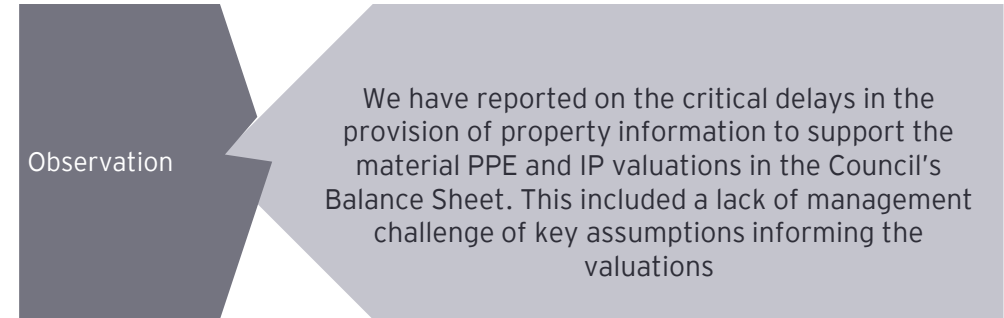 Observation
We have reported on the critical delays in the
provision of property information to support the
material PPE and IP valuations in the Council's
Balance Sheet. This included a lack of management
challenge of key assumptions informing the
valuations